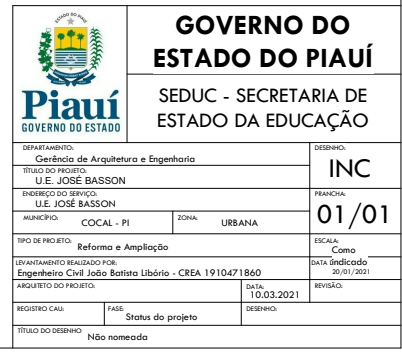 ESTADO DO PIAUÍ
Piauí
GOVERNO DO ESTADO
GOVERNO DO
ESTADO DO PIAUÍ
SEDUC - SECRETARIA DE
ESTADO DA EDUCAÇÃO
DEPARTAMENTO:
Gerência de Arquitetura e Engenharia
DESENHO:
INC
TÍTULO DO PROJETO:
U.E. JOSÉ BASSON
ENDEREÇO DO SERVIÇO:
U.E. JOSÉ BASSON
PRANCHA:
01/01
MUNICÍPIO:
COCAL - PI
ZONA:
URBANA
TIPO DE PROJETO:
Reforma e Ampliação
ESCALA:
Como
indicado
LEVANTAMENTO REALIZADO POR:
Engenheiro Civil João Batista Libório - CREA 1910471860
DATA
20/01/2021
ARQUITETO DO PROJETO:
DATA:
10.03.2021
REVISÃO:
REGISTRO CAU:
FASE:
Status do projeto
DESENHO:
TÍTULO DO DESENHO
Não nomeada